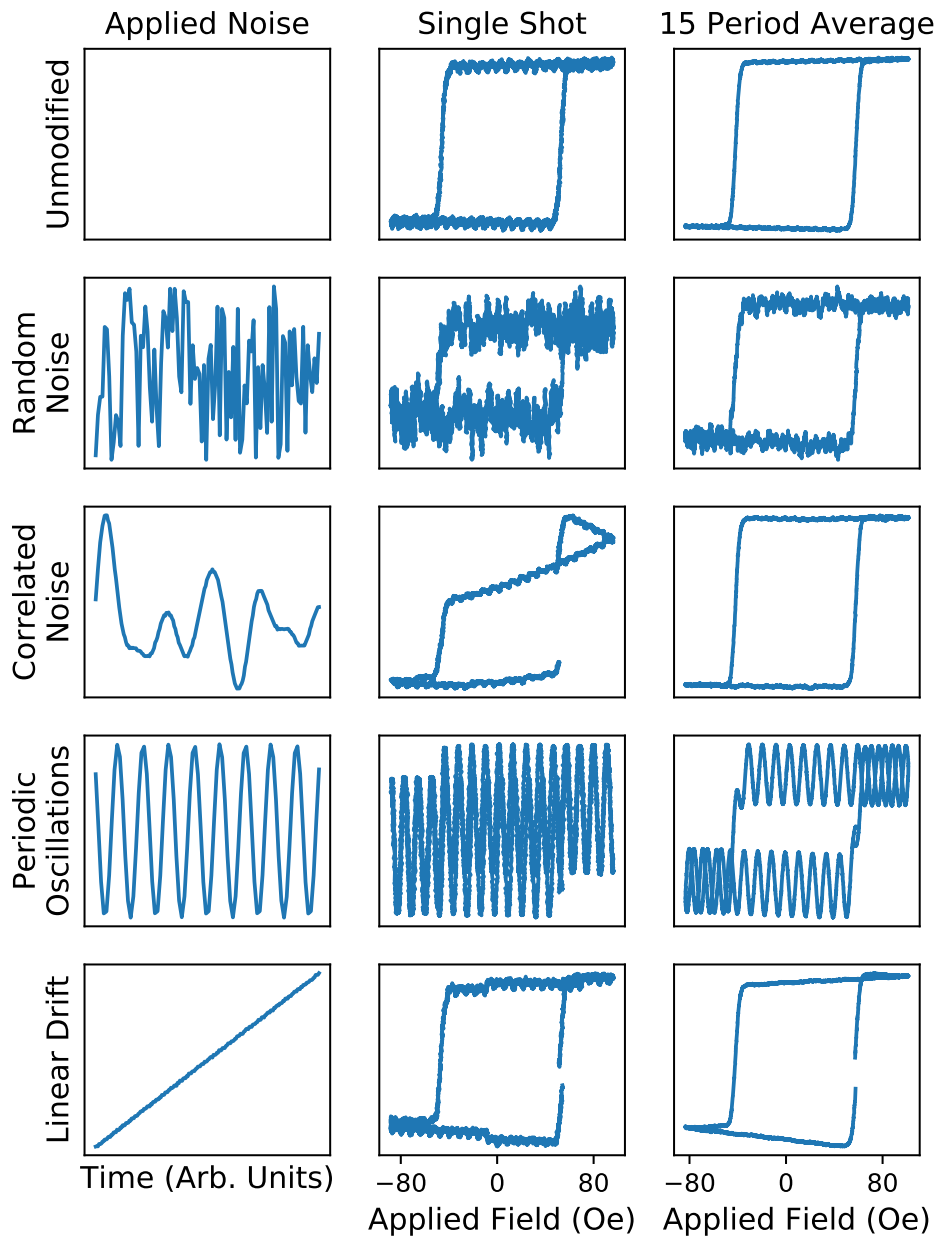 Applied Noise
Single Shot
15 Period Average
Unmodified
Random
Noise
Correlated
Noise
Periodic
Oscillations
Linear Drift
Time (Arb. Units)
−80 0 80
−80 0 80
Applied Field (Oe)
Applied Field (Oe)